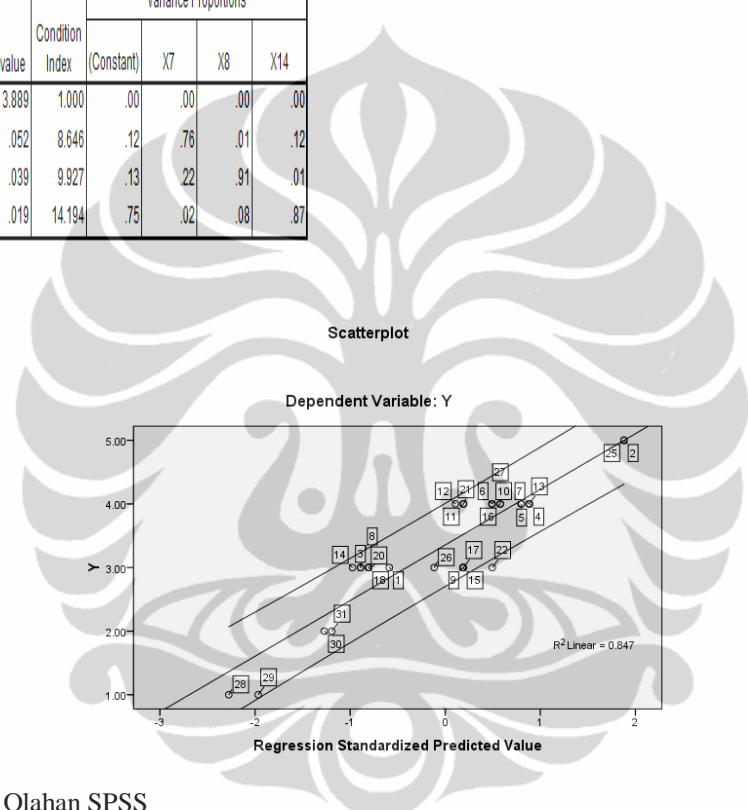 Variance Proportions
value Condition Index (Constant) X7 X8 X14
3.889 1.000 .00 .00 .00 .00
.052 8.646 .12 .76 .01 .12
.039 9.927 .13 .22 .91 .01
.019 14.194 .75 .02 .08 .87
Scatterplot
Dependent Variable: Y
5.00
25 2
27
12 21 6 10 7 13
4.00
11 16 5 4
8
14 3 20 26 17 22
Y 3.00
18 1 9 15
31
2.00
30
R² Linear = 0.847
28 29
1.00
-3 -2 -1 0 1 2
Regression Standardized Predicted Value
Olahan SPSS